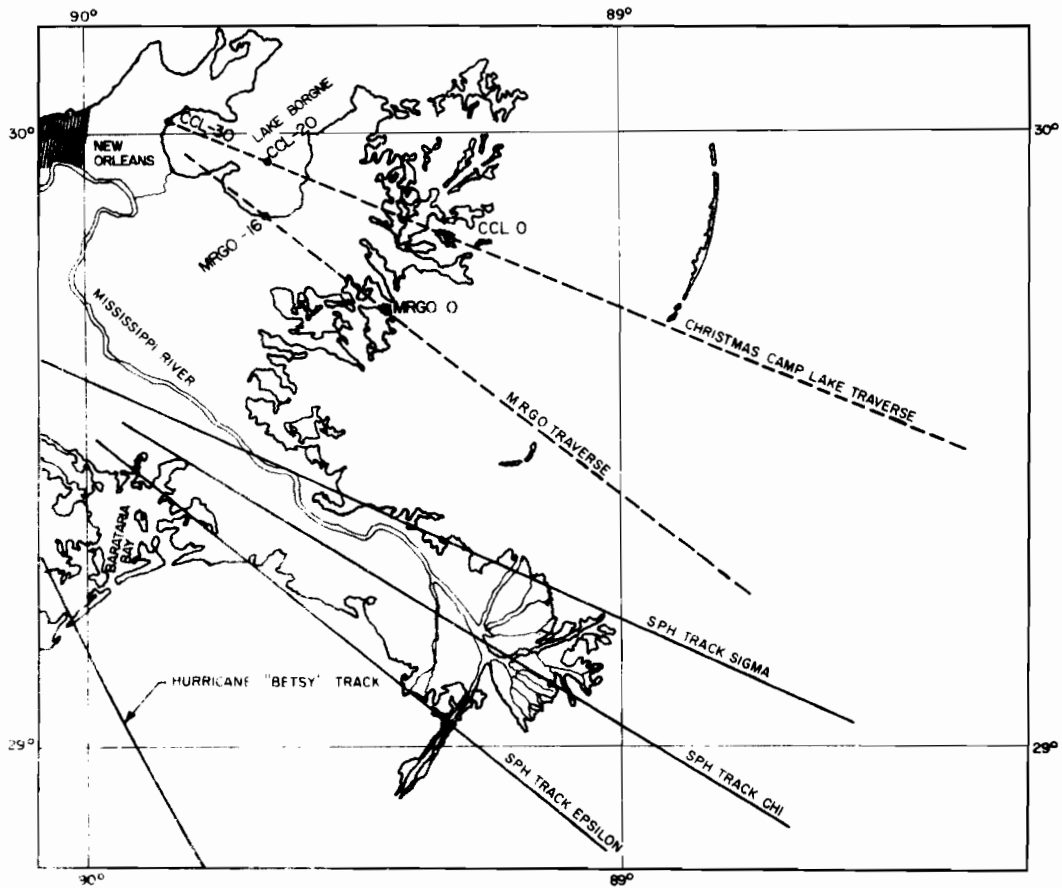 90°
89°
30°
30°
CCL-30
LAKE BORGNE
CCL-20
NEW
ORLEANS
CCL 0
MRGO-16
MRGO 0
MISSISSIPPI RIVER
CHRISTMAS CAMP LAKE TRAVERSE
MRGO TRAVERSE
BARATARIA
BAY
SPH TRACK SIGMA
HURRICANE "BETSY" TRACK
29°
29°
SPH TRACK CHI
SPH TRACK EPSILON
90°
89°